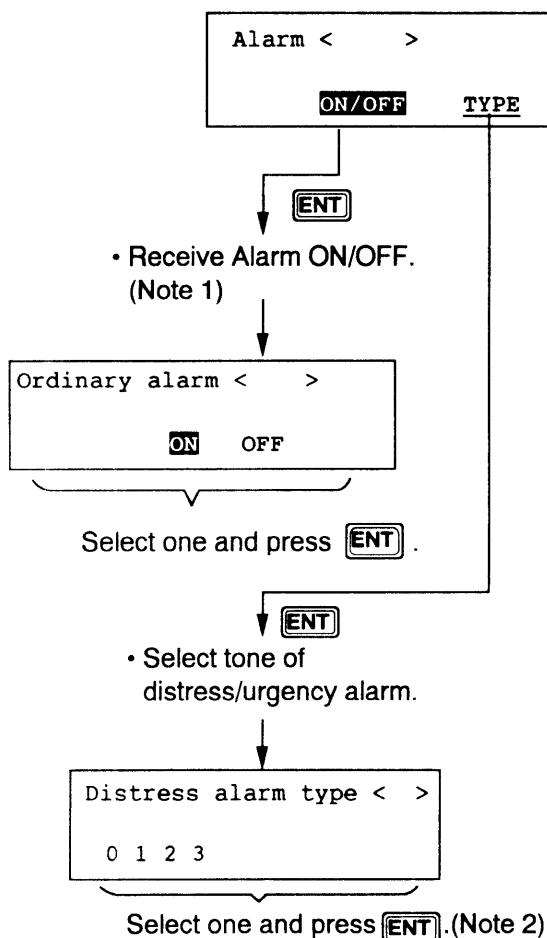 Alarm < >
ON/OFF TYPE
ENT
• Receive Alarm ON/OFF.
(Note 1)
Ordinary alarm < >
ON OFF
Select one and press ENT .
ENT
• Select tone of
distress/urgency alarm.
Distress alarm type < >
0 1 2 3
Select one and press ENT .(Note 2)